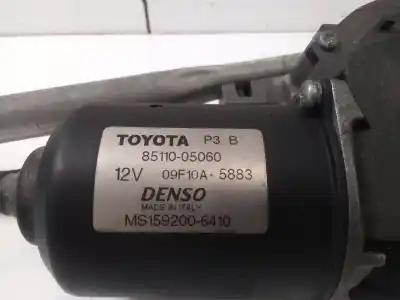 TOYOTA P3 B
85110-05060
12V 09F10A-5883
DENSO
MADE IN ITALY
MS159200-6410